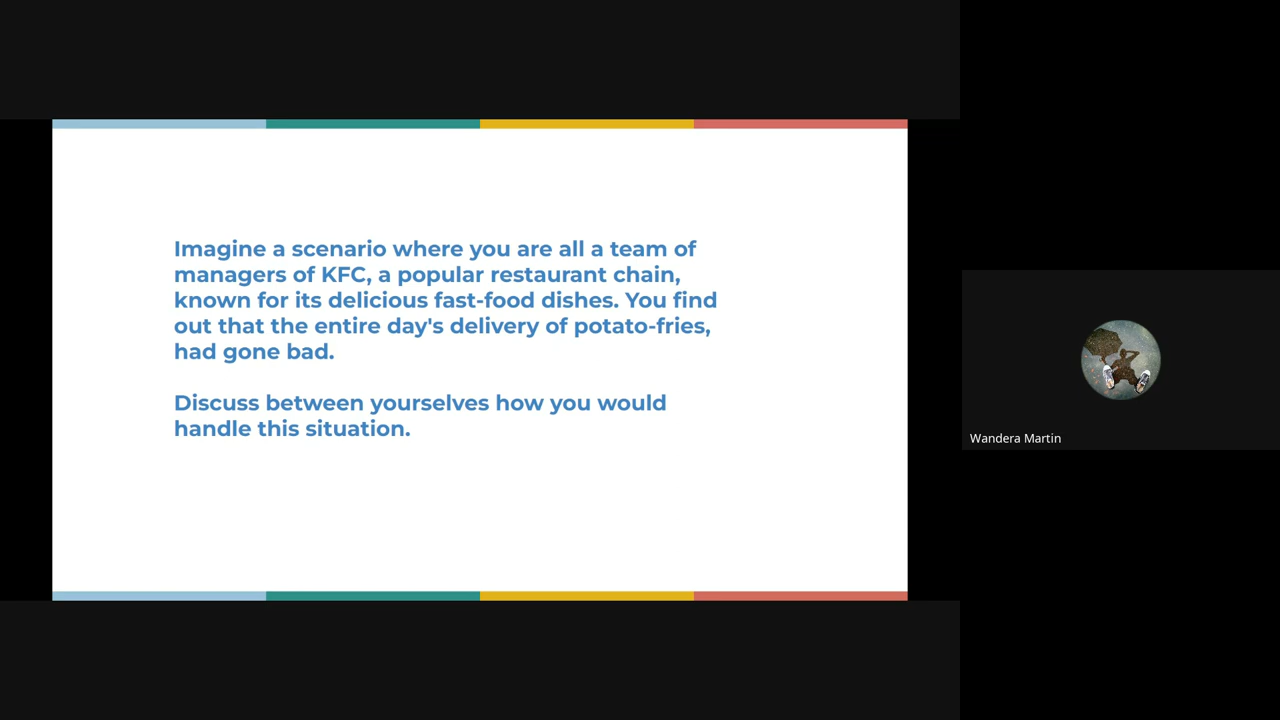 Imagine a scenario where you are all a team of
managers of KFC, a popular restaurant chain,
known for its delicious fast-food dishes. You find
out that the entire day's delivery of potato-fries,
had gone bad.
Discuss between yourselves how you would
handle this situation.
Wandera Martin